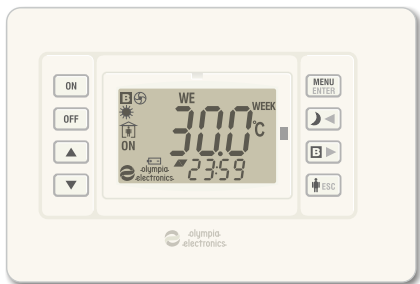 ON
OFF
B
WE
WEEK
30.0
°C
ON
olympia
electronics
23:59
MENU
ENTER
B
ESC
olympia
electronics